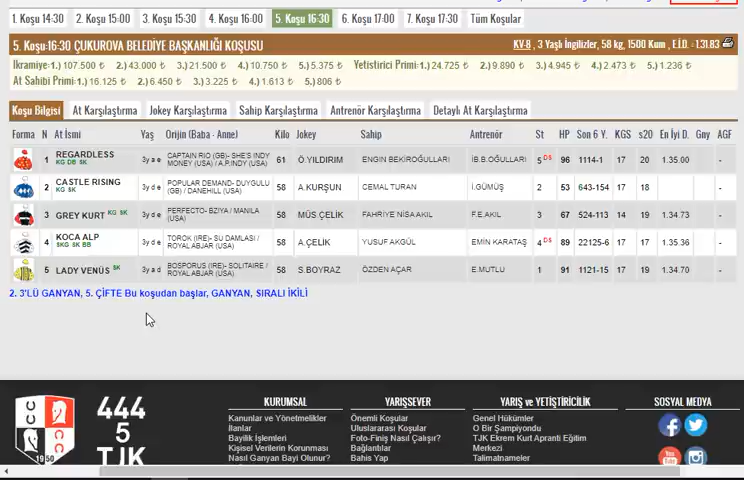 1. Koşu 14:30 2. Koşu 15:00 3. Koşu 15:30 4. Koşu 16:00 5. Koşu 16:30 6. Koşu 17:00 7. Koşu 17:30 Tüm Koşular
5. Koşu:16:30 ÇUKUROVA BELEDİYE BAŞKANLIĞI KOŞUSU KV-8 , 3 Yaşlı İngilizler, 58 kg, 1500 Kum , E.İ.D. :1.31.83
Ikramiye:1.) 107.500 ₺ 2.) 43.000 ₺ 3.) 21.500 ₺ 4.) 10.750 ₺ 5.) 5.375 ₺ Yetistirici Primi:1.) 24.725 ₺ 2.) 9.890 ₺ 3.) 4.945 ₺ 4.) 2.473 ₺ 5.) 1.236 ₺
At Sahibi Primi:1.) 16.125 ₺ 2.) 6.450 ₺ 3.) 3.225 ₺ 4.) 1.613 ₺ 5.) 806 ₺
Koşu Bilgisi At Karşılaştırma Jokey Karşılaştırma Sahip Karşılaştırma Antrenör Karşılaştırma Detaylı At Karşılaştırma
Forma N At İsmi Yaş Orijin (Baba - Anne) Kilo Jokey Sahip Antrenör St HP Son 6 Y. KGS s20 En İyi D. Gny AGF
1 REGARDLESS KG DB SK 3y a e CAPTAIN RIO (GB)- SHE'S INDY MONEY (USA) / A.P.INDY (USA) 61 Ö.YILDIRIM ENGIN BEKİROĞULLARI İB.B.OĞULLARI 5 DS 96 1114-1 17 20 1.35.00 -
2 CASTLE RISING KG SK 3y d e POPULAR DEMAND- DUYGULU (GB) / DANEHILL (USA) 58 A.KURŞUN CEMAL TURAN İ.GÜMÜŞ 2 53 643-154 17 18 -
3 GREY KURT KG SK 3y d e PERFECTO- BZIYA / MANILA (USA) 58 MÜS.ÇELİK FAHRİYE NİSA AKIL F.E.AKIL 3 67 524-113 14 19 1.34.73 -
4 KOCA ALP SKG SK BB 3y d e TOROK (IRE)- SU DAMLASI / ROYAL ABJAR (USA) 58 A.ÇELİK YUSUF AKGÜL EMIN KARATAŞ 4 DS 89 22125-6 17 17 1.35.36 -
5 LADY VENÜS SK 3y a d BOSPORUS (IRE)- SOLITAIRE / ROYAL ABJAR (USA) 58 S.BOYRAZ ÖZDEN AÇAR E.MUTLU 1 91 1121-15 17 19 1.34.70 -
2. 3'LÜ GANYAN, 5. ÇİFTE Bu koşudan başlar, GANYAN, SIRALI İKİLİ
CCCC 1950
444
5
TJK
KURUMSAL YARIŞSEVER YARIŞ ve YETİŞTİRİCİLİK SOSYAL MEDYA
Kanunlar ve Yönetmelikler Önemli Koşular Genel Hükümler
İlanlar Uluslararası Koşular O Bir Şampiyondu
Bayilik İşlemleri Foto-Finiş Nasıl Çalışır? TJK Ekrem Kurt Apranti Eğitim
Kişisel Verilerin Korunması Bağlantılar Merkezi
Nasıl Ganyan Bayi Olunur? Bahis Yap Talimatnameler